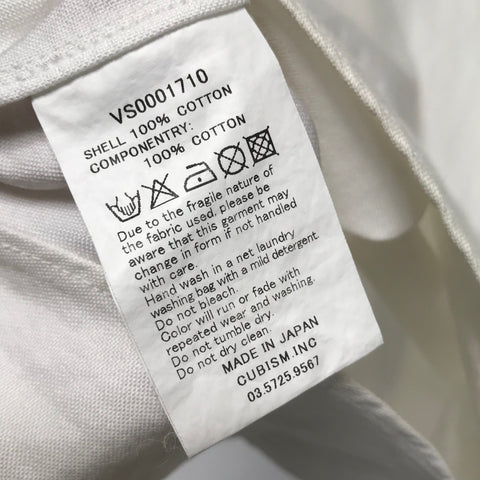 VS0001710
SHELL 100% COTTON
COMPONENTRY:
100% COTTON
Due to the fragile nature of
the fabric used, please be
aware that this garment may
change in form if not handled
with care.
Hand wash in a net laundry
washing bag with a mild detergent.
Do not bleach.
Color will run or fade with
repeated wear and washing.
Do not tumble dry.
Do not dry clean.
MADE IN JAPAN
CUBISM.INC
03.5725.9567